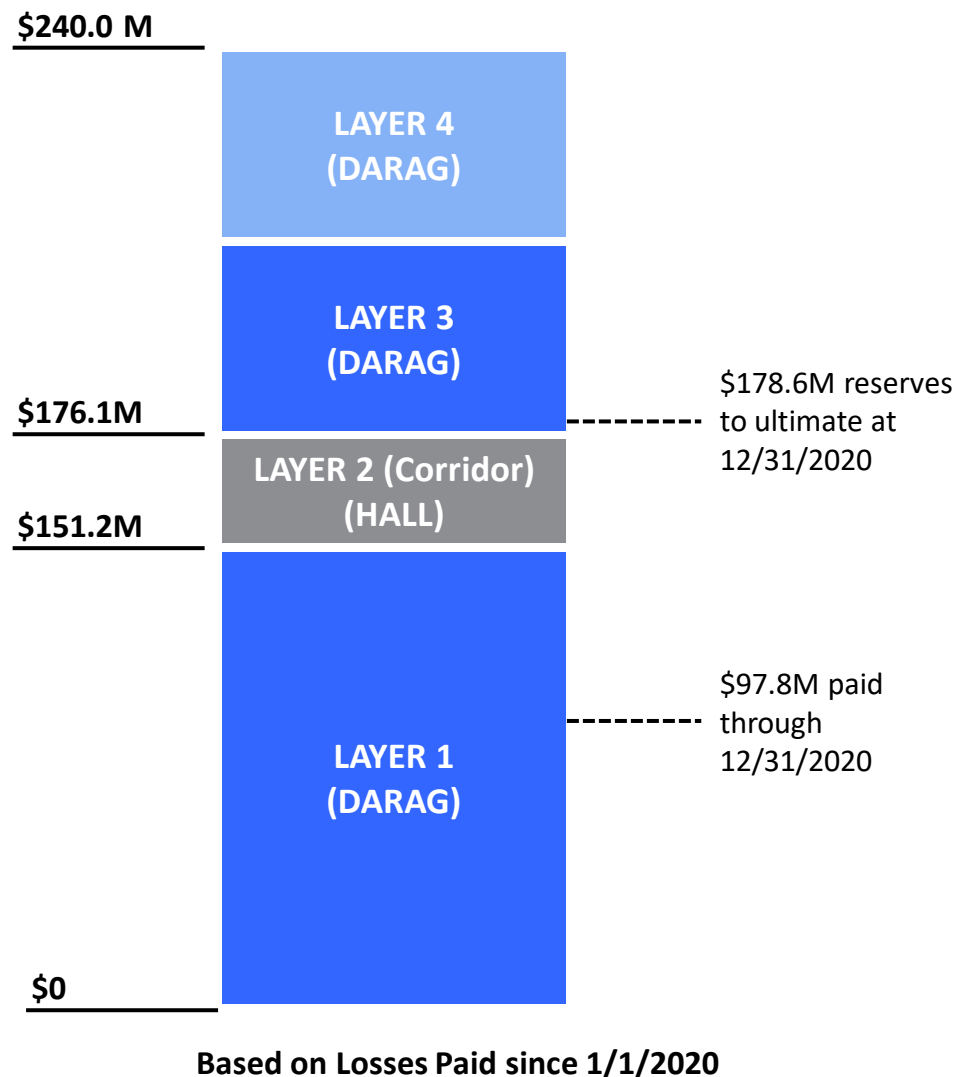 $240.0 M
LAYER 4
(DARAG)
LAYER 3
(DARAG)
$178.6M reserves
to ultimate at
12/31/2020
$176.1M
LAYER 2 (Corridor)
(HALL)
$151.2M
$97.8M paid
through
12/31/2020
LAYER 1
(DARAG)
$0
Based on Losses Paid since 1/1/2020